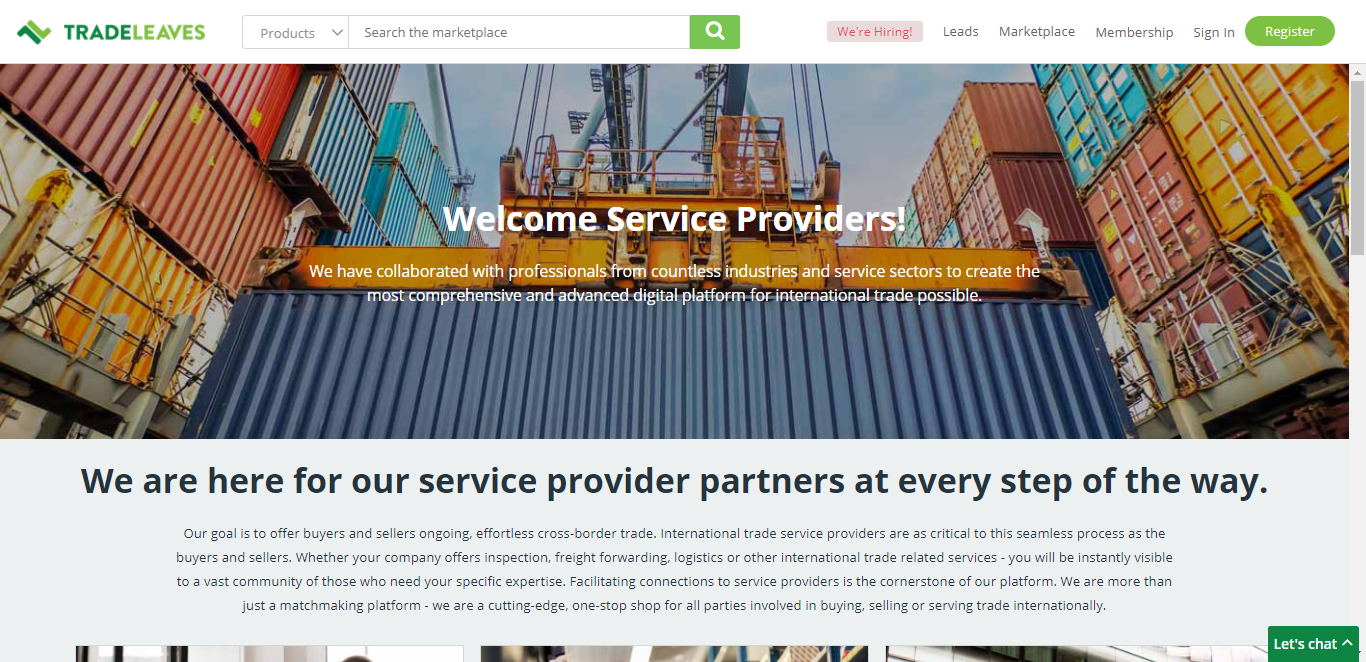 TRADELEAVES
Products
Search the marketplace
We're Hiring!
Leads
Marketplace
Membership
Sign In
Register
Welcome Service Providers!
We have collaborated with professionals from countless industries and service sectors to create the
most comprehensive and advanced digital platform for international trade possible.
We are here for our service provider partners at every step of the way.
Our goal is to offer buyers and sellers ongoing, effortless cross-border trade. International trade service providers are as critical to this seamless process as the
buyers and sellers. Whether your company offers inspection, freight forwarding, logistics or other international trade related services - you will be instantly visible
to a vast community of those who need your specific expertise. Facilitating connections to service providers is the cornerstone of our platform. We are more than
just a matchmaking platform - we are a cutting-edge, one-stop shop for all parties involved in buying, selling or serving trade internationally.
Let's chat